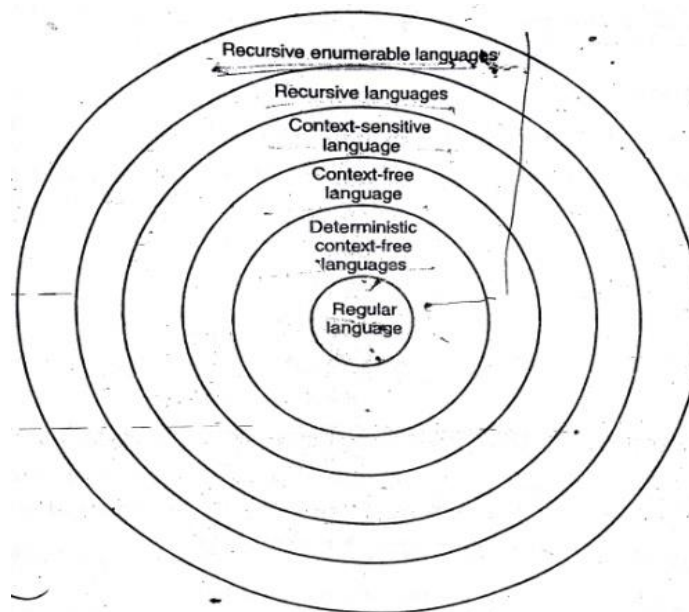 Recursive enumerable languages
Recursive languages
Context-sensitive
language
Context-free
language
Deterministic
context-free
languages
Regular
language